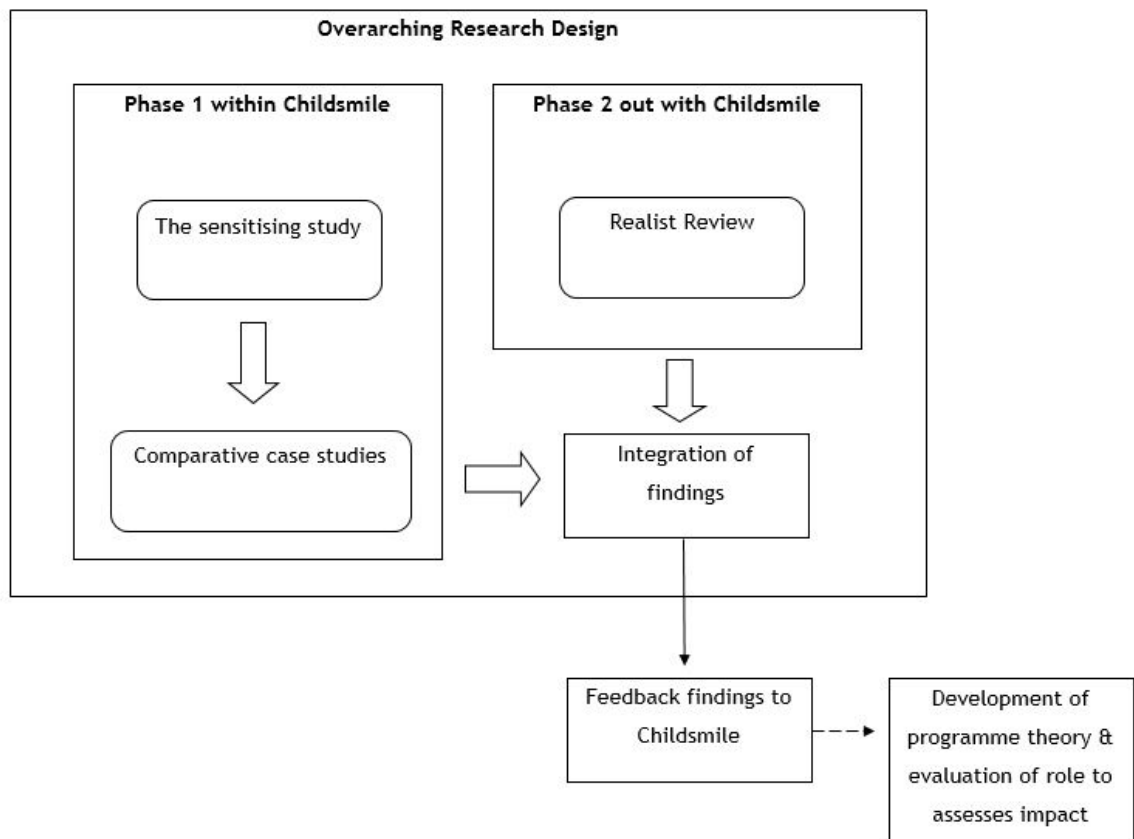 Overarching Research Design
Phase 1 within Childsmile
The sensitising study
Comparative case studies
Phase 2 out with Childsmile
Realist Review
Integration of
findings
Feedback findings to
Childsmile
Development of
programme theory &
evaluation of role to
assesses impact